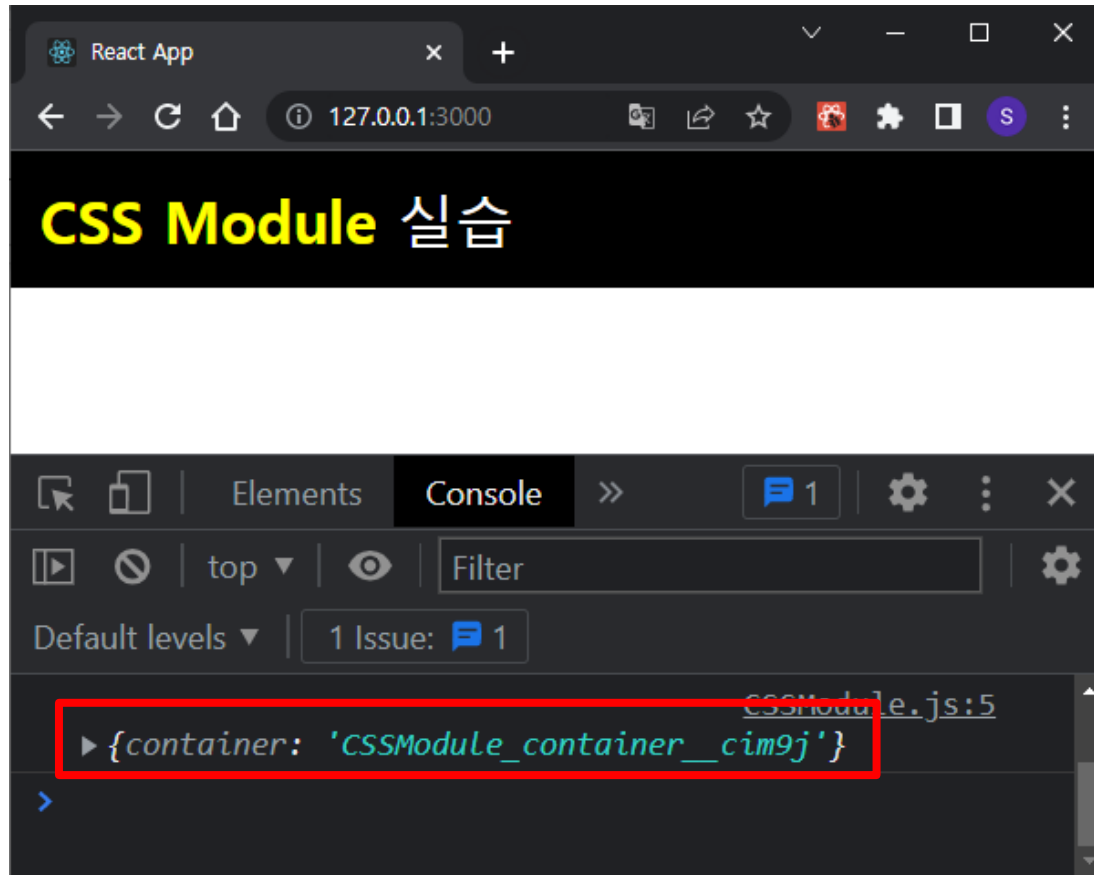 React App
127.0.0.1:3000
S
CSS Module 실습
Elements Console 1
top Filter
Default levels 1 Issue: 1
CSSModule.js:5
{container: 'CSSModule_container__cim9j'}